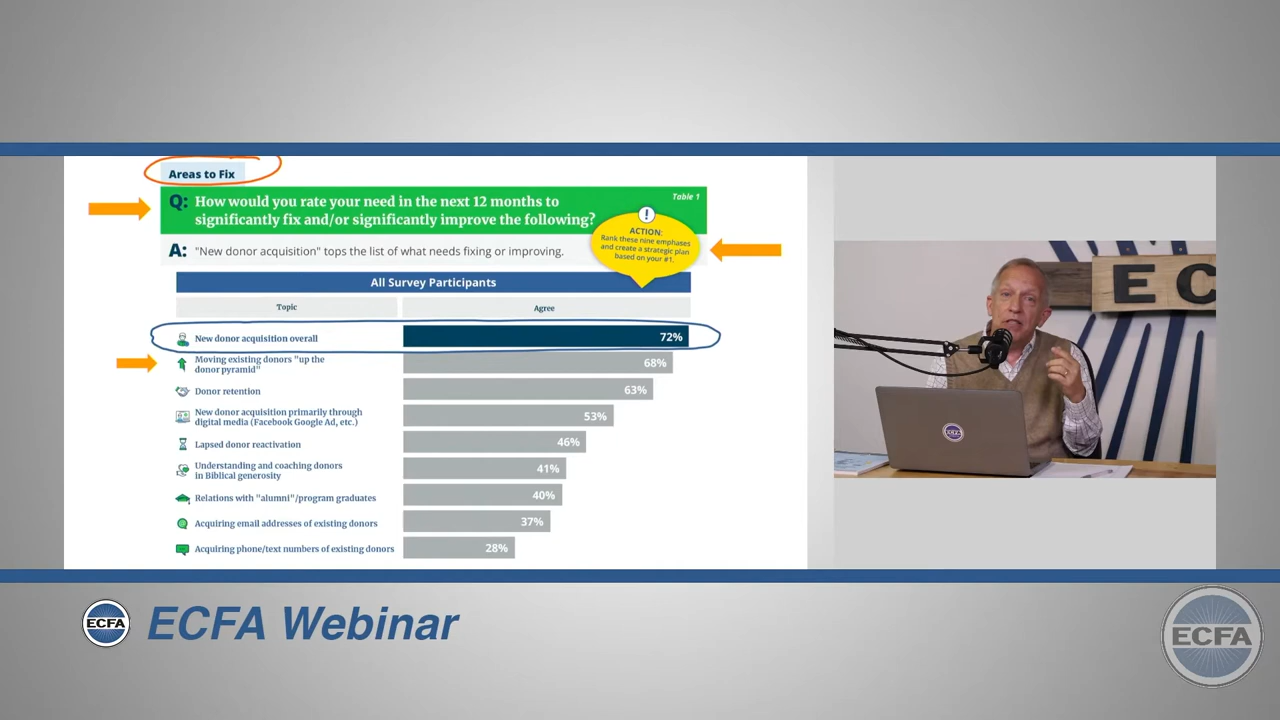 Areas to Fix
Q: How would you rate your need in the next 12 months to
significantly fix and/or significantly improve the following?
Table 1
!
ACTION:
Rank these nine emphases
and create a strategic plan
based on your #1.
A: "New donor acquisition" tops the list of what needs fixing or improving.
All Survey Participants
Topic Agree
New donor acquisition overall 72%
Moving existing donors "up the
donor pyramid" 68%
Donor retention 63%
New donor acquisition primarily through
digital media (Facebook Google Ad, etc.) 53%
Lapsed donor reactivation 46%
Understanding and coaching donors
in Biblical generosity 41%
Relations with "alumni"/program graduates 40%
Acquiring email addresses of existing donors 37%
Acquiring phone/text numbers of existing donors 28%
EC
ECFA
ECFA Webinar
ECFA